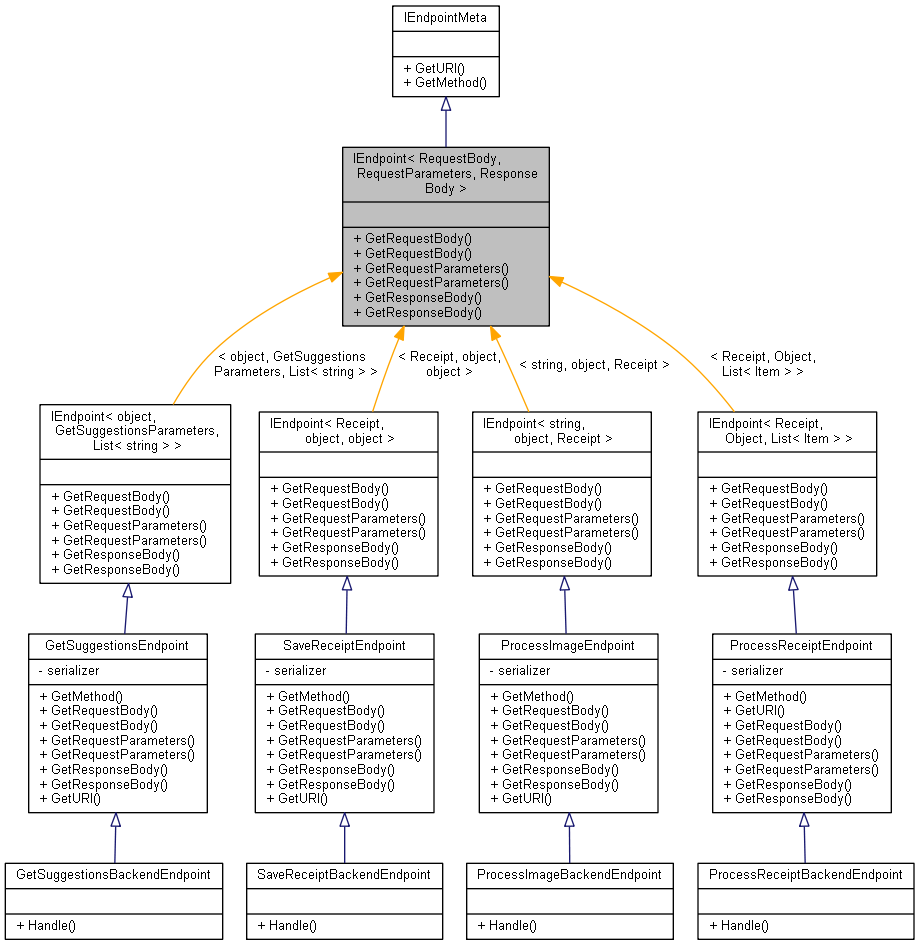 IEndpointMeta
+ GetURI()
+ GetMethod()
IEndpoint< RequestBody,
RequestParameters, Response
Body >
+ GetRequestBody()
+ GetRequestBody()
+ GetRequestParameters()
+ GetRequestParameters()
+ GetResponseBody()
+ GetResponseBody()
< object, GetSuggestions
Parameters, List< string > >
< Receipt, object,
object >
< string, object, Receipt >
< Receipt, Object,
List< Item > >
IEndpoint< object,
GetSuggestionsParameters,
List< string > >
+ GetRequestBody()
+ GetRequestBody()
+ GetRequestParameters()
+ GetRequestParameters()
+ GetResponseBody()
+ GetResponseBody()
IEndpoint< Receipt,
object, object >
+ GetRequestBody()
+ GetRequestBody()
+ GetRequestParameters()
+ GetRequestParameters()
+ GetResponseBody()
+ GetResponseBody()
IEndpoint< string,
object, Receipt >
+ GetRequestBody()
+ GetRequestBody()
+ GetRequestParameters()
+ GetRequestParameters()
+ GetResponseBody()
+ GetResponseBody()
IEndpoint< Receipt,
Object, List< Item > >
+ GetRequestBody()
+ GetRequestBody()
+ GetRequestParameters()
+ GetRequestParameters()
+ GetResponseBody()
+ GetResponseBody()
GetSuggestionsEndpoint
- serializer
+ GetMethod()
+ GetRequestBody()
+ GetRequestBody()
+ GetRequestParameters()
+ GetRequestParameters()
+ GetResponseBody()
+ GetResponseBody()
+ GetURI()
SaveReceiptEndpoint
- serializer
+ GetMethod()
+ GetRequestBody()
+ GetRequestBody()
+ GetRequestParameters()
+ GetRequestParameters()
+ GetResponseBody()
+ GetResponseBody()
+ GetURI()
ProcessImageEndpoint
- serializer
+ GetMethod()
+ GetRequestBody()
+ GetRequestBody()
+ GetRequestParameters()
+ GetRequestParameters()
+ GetResponseBody()
+ GetResponseBody()
+ GetURI()
ProcessReceiptEndpoint
- serializer
+ GetMethod()
+ GetURI()
+ GetRequestBody()
+ GetRequestBody()
+ GetRequestParameters()
+ GetRequestParameters()
+ GetResponseBody()
+ GetResponseBody()
GetSuggestionsBackendEndpoint
+ Handle()
SaveReceiptBackendEndpoint
+ Handle()
ProcessImageBackendEndpoint
+ Handle()
ProcessReceiptBackendEndpoint
+ Handle()